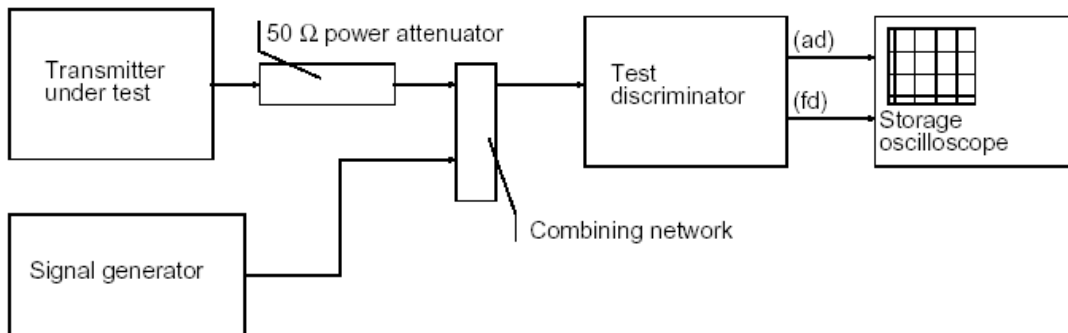 50 Ω power attenuator
Transmitter
under test
Test
discriminator
(ad)
(fd)
Storage
oscilloscope
Combining network
Signal generator